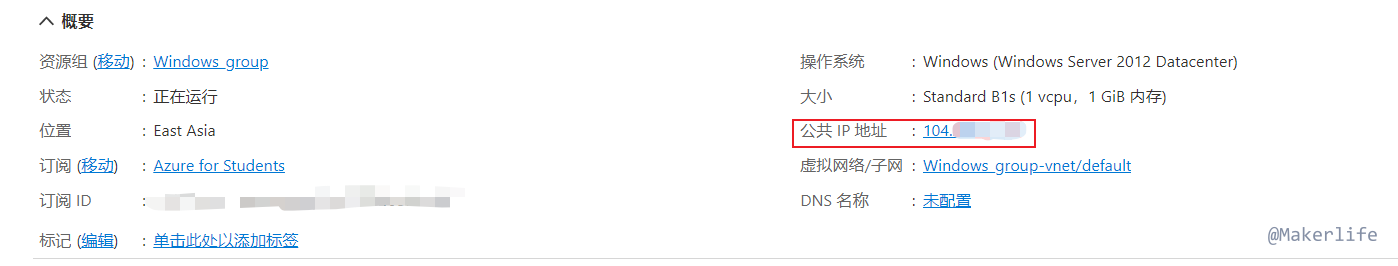 概要
资源组 (移动) : Windows_group
操作系统 : Windows (Windows Server 2012 Datacenter)
状态 : 正在运行
大小 : Standard B1s (1 vcpu，1 GiB 内存)
位置 : East Asia
公共 IP 地址 : 104.
订阅 (移动) : Azure for Students
虚拟网络/子网 : Windows_group-vnet/default
订阅 ID :
DNS 名称 : 未配置
标记 (编辑) : 单击此处以添加标签
@Makerlife